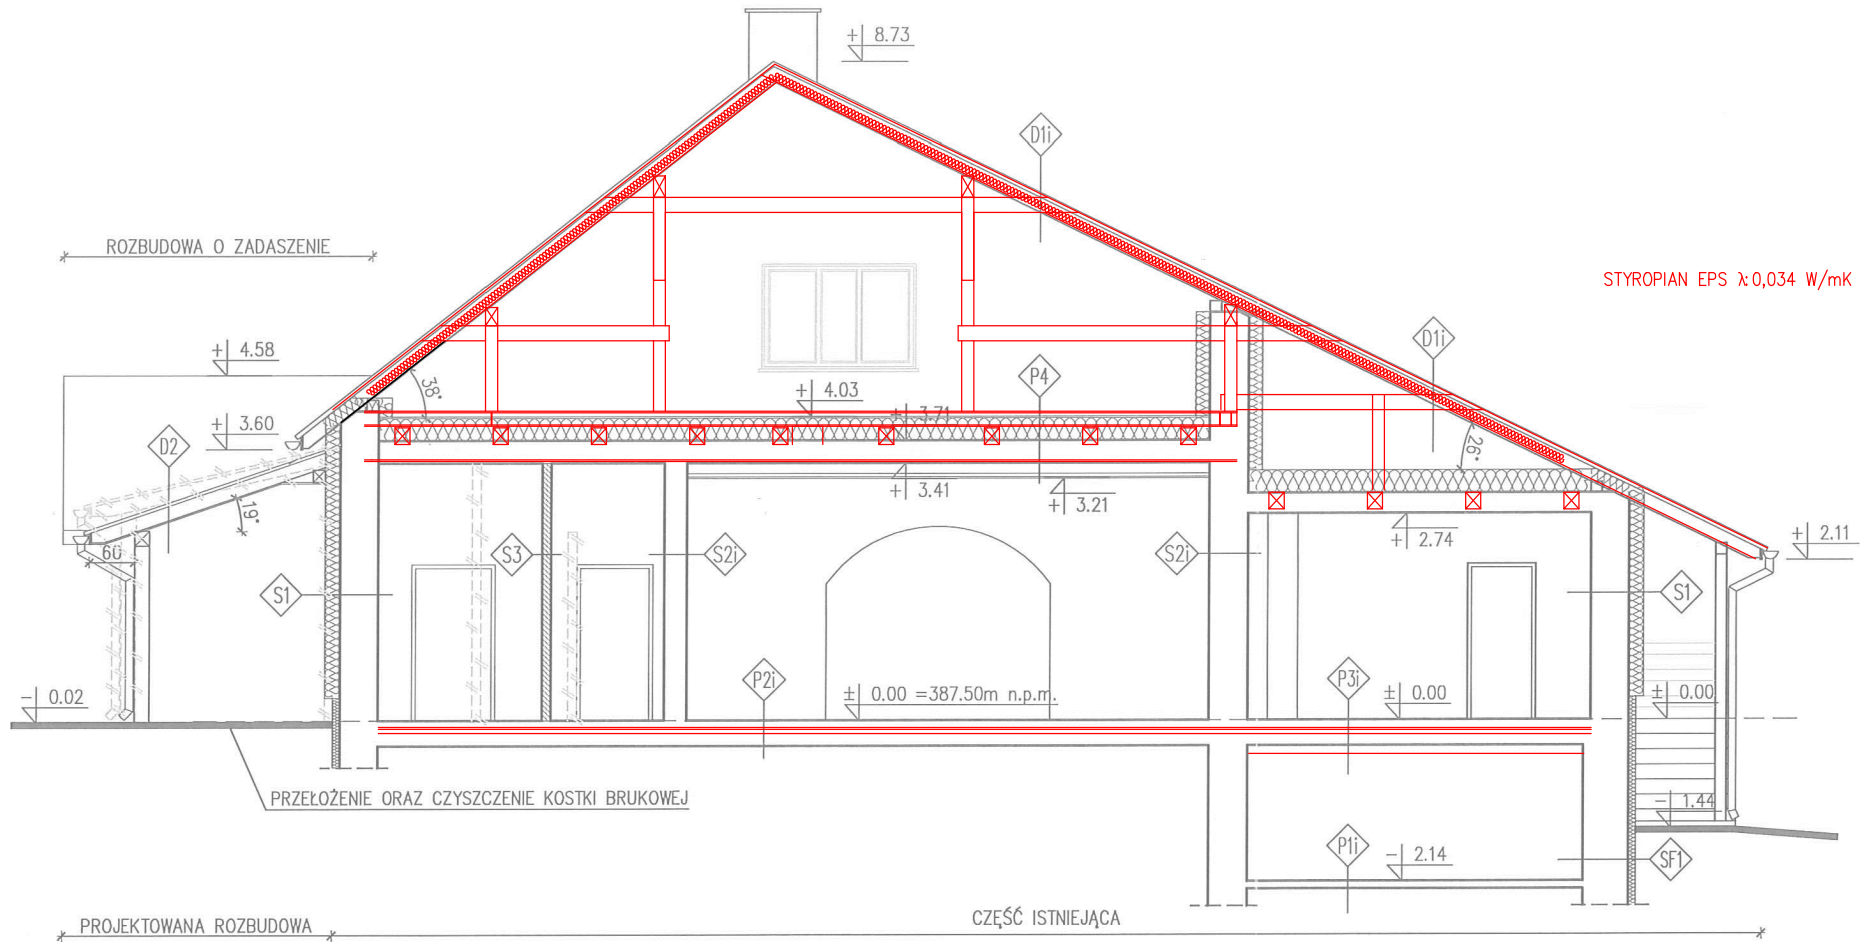 + 8.73
D1i
ROZBUDOWA O ZADASZENIE
STYROPIAN EPS λ:0,034 W/mK
D1i
+ 4.58
38°
+ 4.03
P4
+ 3.71
+ 3.60
D2
26°
+ 3.41
+ 3.21
19°
+ 2.74
+ 2.11
60
S3
S2i
S2i
S1
S1
P2i
P3i
- 0.02
± 0.00 =387.50m n.p.m.
± 0.00
± 0.00
PRZEŁOŻENIE ORAZ CZYSZCZENIE KOSTKI BRUKOWEJ
- 1.44
P1i
- 2.14
SF1
PROJEKTOWANA ROZBUDOWA
CZĘŚĆ ISTNIEJĄCA